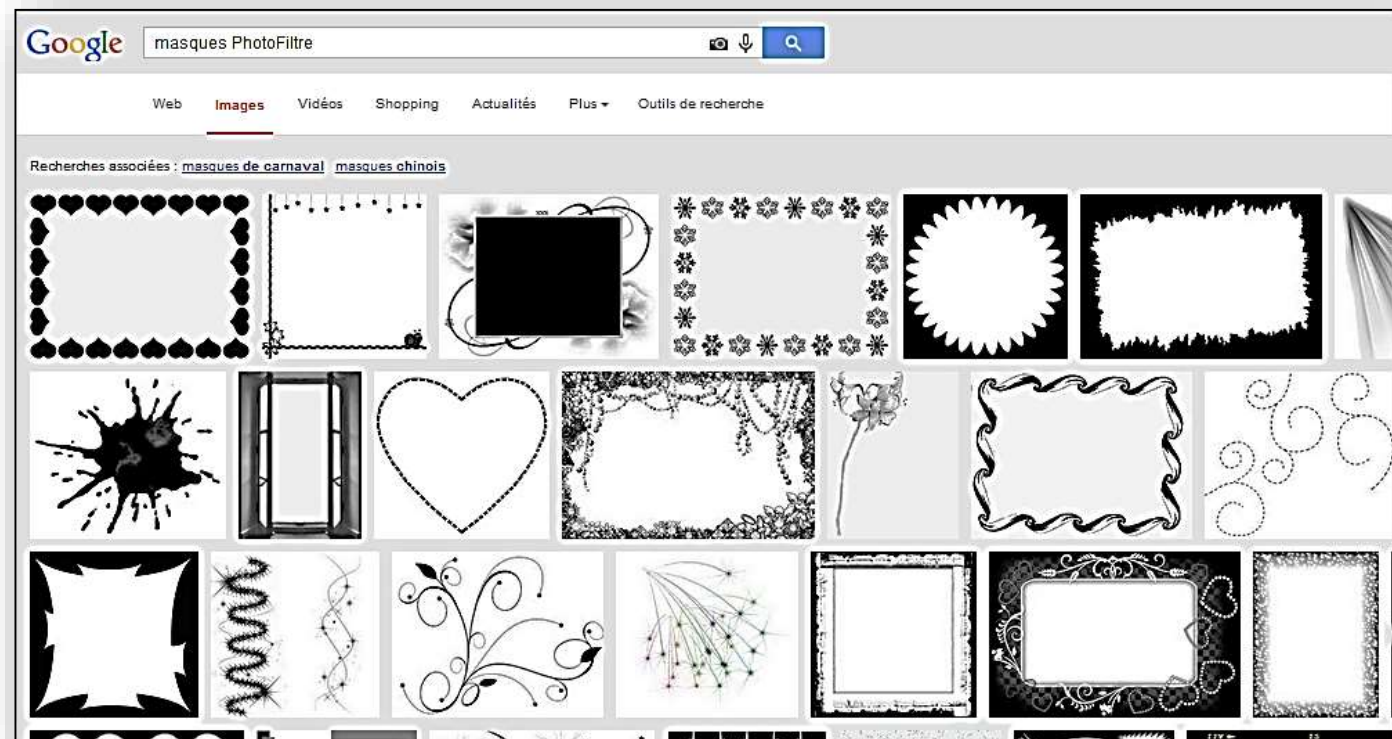 Google masques PhotoFiltre
Web Images Vidéos Shopping Actualités Plus Outils de recherche
Recherches associées : masques de carnaval masques chinois